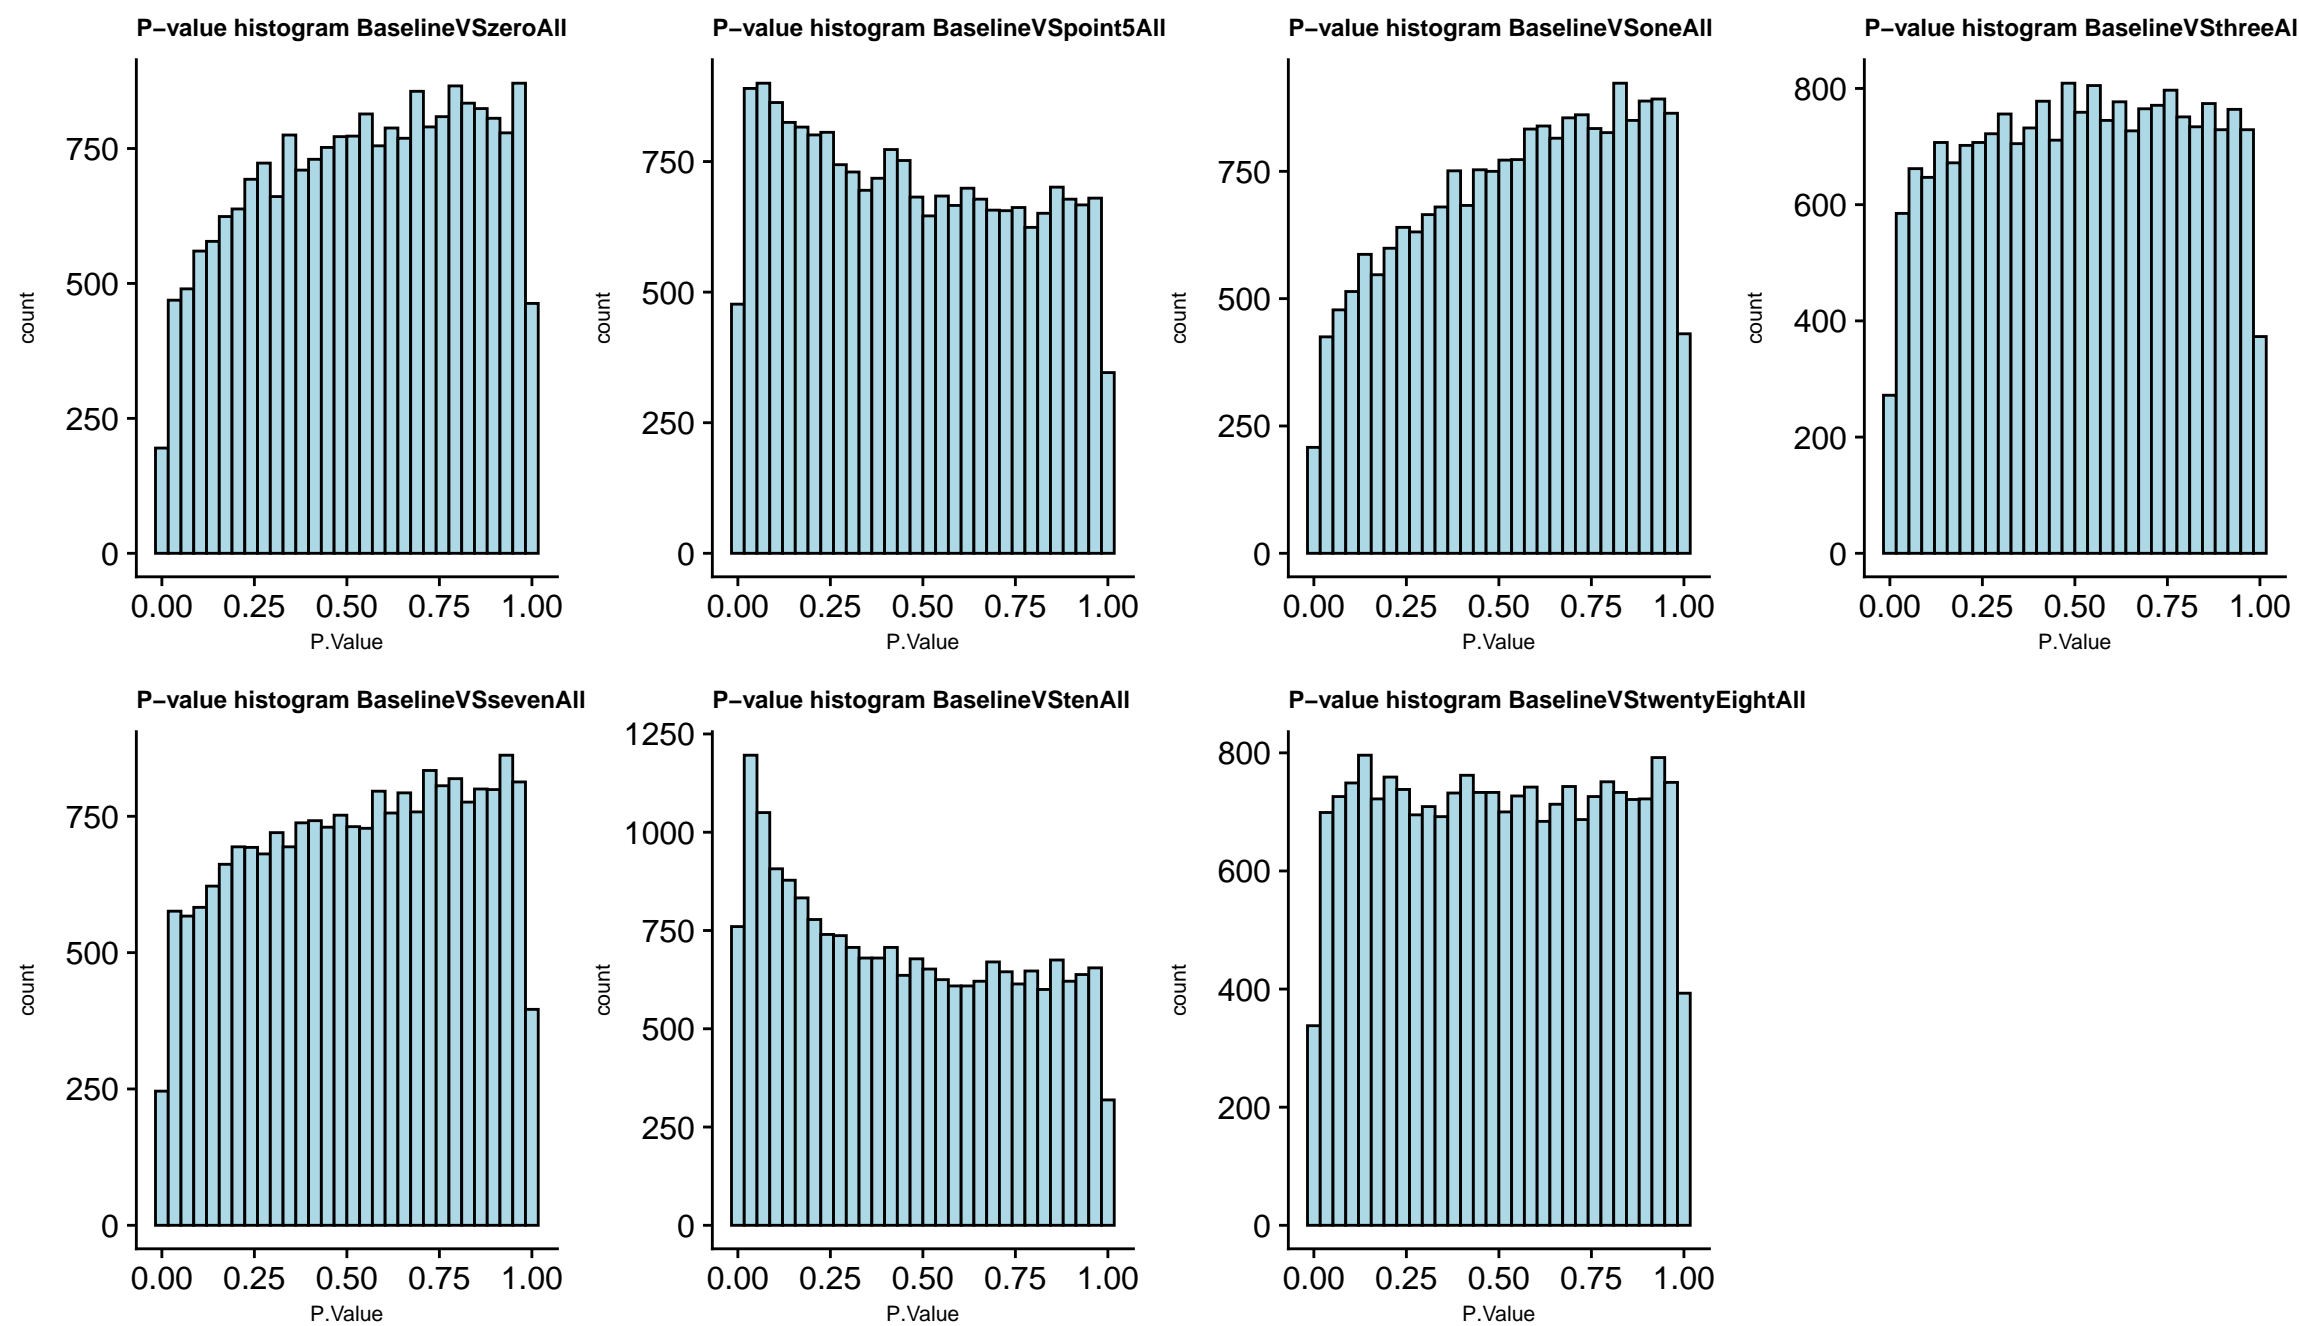 P−value histogram BaselineVSzeroAll
750
500
250
0
count
0.00 0.25 0.50 0.75 1.00
P.Value
P−value histogram BaselineVSpoint5All
750
500
250
0
count
0.00 0.25 0.50 0.75 1.00
P.Value
P−value histogram BaselineVSoneAll
750
500
250
0
count
0.00 0.25 0.50 0.75 1.00
P.Value
P−value histogram BaselineVSthreeAl
800
600
400
200
0
count
0.00 0.25 0.50 0.75 1.00
P.Value
P−value histogram BaselineVSsevenAll
750
500
250
0
count
0.00 0.25 0.50 0.75 1.00
P.Value
P−value histogram BaselineVStenAll
1250
1000
750
500
250
0
count
0.00 0.25 0.50 0.75 1.00
P.Value
P−value histogram BaselineVStwentyEightAll
800
600
400
200
0
count
0.00 0.25 0.50 0.75 1.00
P.Value